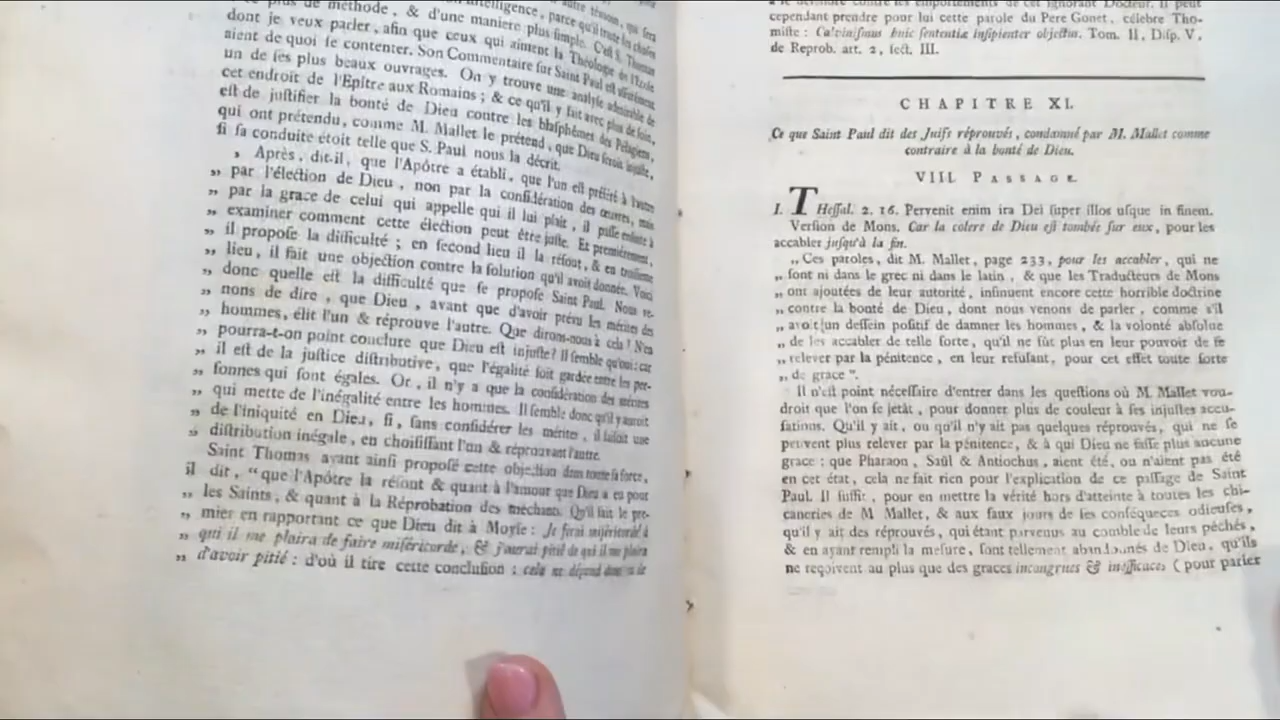 plus de méthode, & d'une maniere plus simple. C'est S. Thomas
dont je veux parler, afin que ceux qui aiment la Théologie de l'Ecole
aient de quoi se contenter. Son Commentaire sur Saint Paul est assurément
un de ses plus beaux ouvrages. On y trouve une analyse admirable de
cet endroit de l'Epître aux Romains ; & ce qu'il y fait avec plus de soin,
est de justifier la bonté de Dieu contre les blasphêmes des Pélagiens,
qui ont prétendu, comme M. Mallet le prétend, que Dieu seroit injuste,
si sa conduite étoit telle que S. Paul nous la décrit.
„ Après, dit-il, que l'Apôtre a établi, que l'un est préféré à l'autre
„ par l'élection de Dieu, non par la considération des œuvres, mais
„ par la grace de celui qui appelle qui il lui plaît, il passe ensuite à
„ examiner comment cette élection peut être juste. Et premiérement,
„ il propose la difficulté ; en second lieu il la résout, & en troisieme
„ lieu, il fait une objection contre la solution qu'il avoit donnée. Voici
„ donc quelle est la difficulté que se propose Saint Paul. Nous ve-
„ nons de dire, que Dieu, avant que d'avoir prévu les mérites des
„ hommes, élit l'un & réprouve l'autre. Que dirons-nous à cela ? N'en
„ pourra-t-on point conclure que Dieu est injuste ? Il semble qu'oui : car
„ il est de la justice distributive, que l'égalité soit gardée entre les per-
„ sonnes qui sont égales. Or, il n'y a que la considération des mérites
„ qui mette de l'inégalité entre les hommes. Il semble donc qu'il y auroit
„ de l'iniquité en Dieu, si, sans considérer les mérites, il faisoit une
„ distribution inégale, en choisissant l'un & réprouvant l'autre.
Saint Thomas ayant ainsi proposé cette objection dans toute sa force,
il dit, “ que l'Apôtre la résout & quant à l'amour que Dieu a eu pour
„ les Saints, & quant à la Réprobation des méchans. Qu'il fait le pre-
„ mier en rapportant ce que Dieu dit à Moyse : Je ferai miséricorde à
„ qui il me plaira de faire miséricorde, & j'aurai pitié de qui il me plaira
„ d'avoir pitié : d'où il tire cette conclusion : cela ne dépend donc
cependant prendre pour lui cette parole du Pere Gonet, célebre Tho-
miste : Calvinismus huic sententiæ insipienter objectus. Tom. II, Disp. V,
de Reprob. art. 2, sect. III.
CHAPITRE XI.
Ce que Saint Paul dit des Juifs réprouvés, condamné par M. Mallet comme
contraire à la bonté de Dieu.
VIII. PASSAGE.
I. THessal. 2. 16. Pervenit enim ira Dei super illos usque in finem.
Version de Mons. Car la colere de Dieu est tombée sur eux, pour les
accabler jusqu'à la fin.
„ Ces paroles, dit M. Mallet, page 233, pour les accabler, qui ne
„ sont ni dans le grec ni dans le latin, & que les Traducteurs de Mons
„ ont ajoutées de leur autorité, insinuent encore cette horrible doctrine
„ contre la bonté de Dieu, dont nous venons de parler, comme s'il
„ avoit un dessein positif de damner les hommes, & la volonté absolue
„ de les accabler de telle sorte, qu'il ne fût plus en leur pouvoir de se
„ relever par la pénitence, en leur refusant, pour cet effet toute sorte
„ de grace ”.
Il n'est point nécessaire d'entrer dans les questions où M. Mallet vou-
droit que l'on se jetât, pour donner plus de couleur à ses injustes accu-
sations. Qu'il y ait, ou qu'il n'y ait pas quelques réprouvés, qui ne se
peuvent plus relever par la pénitence, & à qui Dieu ne fasse plus aucune
grace : que Pharaon, Saül & Antiochus, aient été, ou n'aient pas été
en cet état, cela ne fait rien pour l'explication de ce passage de Saint
Paul. Il suffit, pour en mettre la vérité hors d'atteinte à toutes les chi-
caneries de M Mallet, & aux faux jours de ses conséquences odieuses,
qu'il y ait des réprouvés, qui étant parvenus au comble de leurs péchés,
& en ayant rempli la mesure, sont tellement abandonnés de Dieu, qu'ils
ne reçoivent au plus que des graces incongrues & inefficaces (pour parler